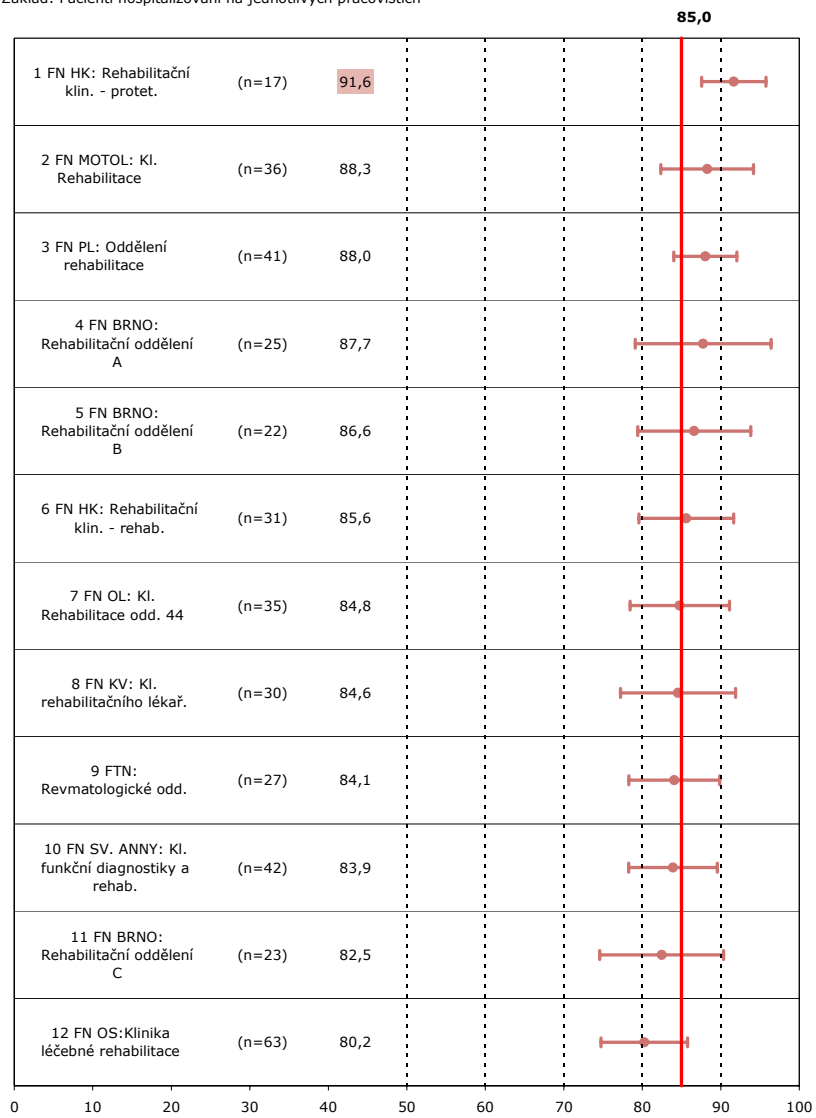 Základ: Pacienti hospitalizovaní na jednotlivých pracovištích
85,0
1 FN HK: Rehabilitační
klin. - protet.
(n=17)
91,6
2 FN MOTOL: Kl.
Rehabilitace
(n=36)
88,3
3 FN PL: Oddělení
rehabilitace
(n=41)
88,0
4 FN BRNO:
Rehabilitační oddělení
A
(n=25)
87,7
5 FN BRNO:
Rehabilitační oddělení
B
(n=22)
86,6
6 FN HK: Rehabilitační
klin. - rehab.
(n=31)
85,6
7 FN OL: Kl.
Rehabilitace odd. 44
(n=35)
84,8
8 FN KV: Kl.
rehabilitačního lékař.
(n=30)
84,6
9 FTN:
Revmatologické odd.
(n=27)
84,1
10 FN SV. ANNY: Kl.
funkční diagnostiky a
rehab.
(n=42)
83,9
11 FN BRNO:
Rehabilitační oddělení
C
(n=23)
82,5
12 FN OS:Klinika
léčebné rehabilitace
(n=63)
80,2
0 10 20 30 40 50 60 70 80 90 100